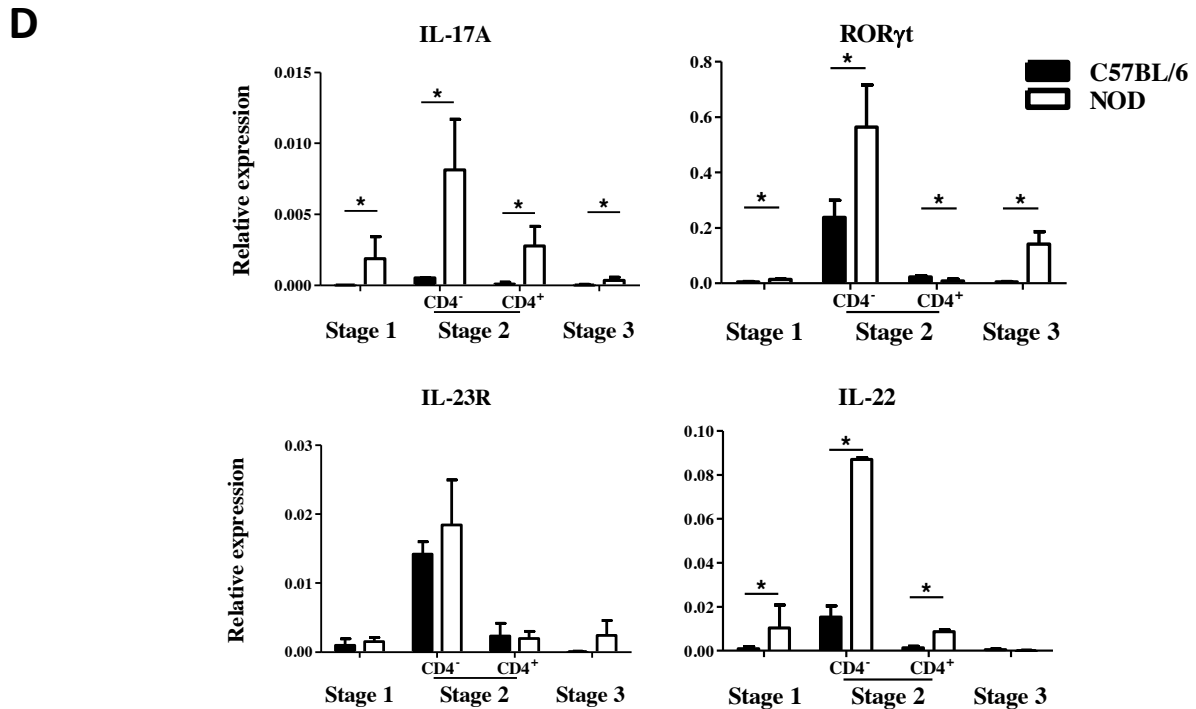 D
IL-17A
Relative expression
0.015
0.010
0.005
0.000
*
*
*
*
CD4⁻ CD4⁺
Stage 1 Stage 2 Stage 3
RORγt
0.8
0.6
0.4
0.2
0.0
*
*
*
*
CD4⁻ CD4⁺
Stage 1 Stage 2 Stage 3
C57BL/6
NOD
IL-23R
Relative expression
0.03
0.02
0.01
0.00
CD4⁻ CD4⁺
Stage 1 Stage 2 Stage 3
IL-22
0.10
0.08
0.06
0.04
0.02
0.00
*
*
*
CD4⁻ CD4⁺
Stage 1 Stage 2 Stage 3